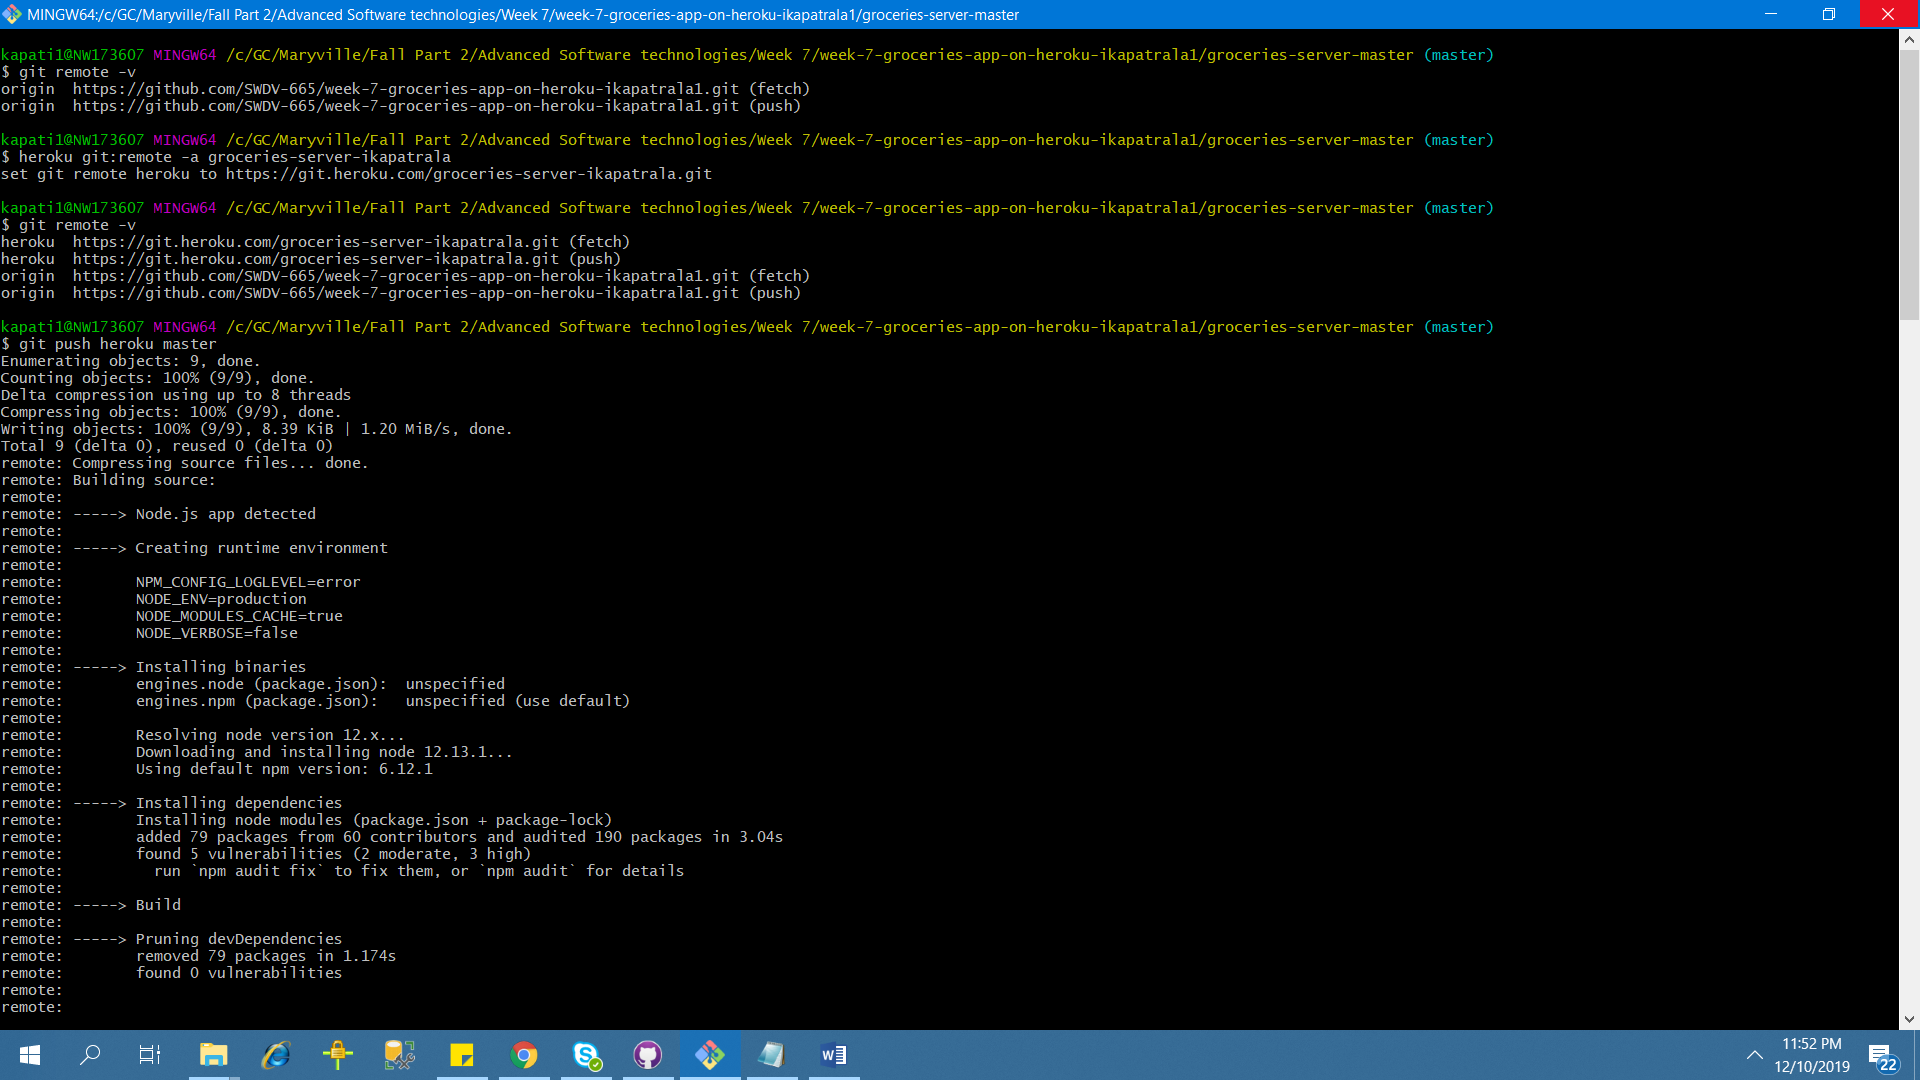 MINGW64:/c/GC/Maryville/Fall Part 2/Advanced Software technologies/Week 7/week-7-groceries-app-on-heroku-ikapatrala1/groceries-server-master
kapati1@NW173607 MINGW64 /c/GC/Maryville/Fall Part 2/Advanced Software technologies/Week 7/week-7-groceries-app-on-heroku-ikapatrala1/groceries-server-master (master)
$ git remote -v
origin  https://github.com/SWDV-665/week-7-groceries-app-on-heroku-ikapatrala1.git (fetch)
origin  https://github.com/SWDV-665/week-7-groceries-app-on-heroku-ikapatrala1.git (push)
kapati1@NW173607 MINGW64 /c/GC/Maryville/Fall Part 2/Advanced Software technologies/Week 7/week-7-groceries-app-on-heroku-ikapatrala1/groceries-server-master (master)
$ heroku git:remote -a groceries-server-ikapatrala
set git remote heroku to https://git.heroku.com/groceries-server-ikapatrala.git
kapati1@NW173607 MINGW64 /c/GC/Maryville/Fall Part 2/Advanced Software technologies/Week 7/week-7-groceries-app-on-heroku-ikapatrala1/groceries-server-master (master)
$ git remote -v
heroku  https://git.heroku.com/groceries-server-ikapatrala.git (fetch)
heroku  https://git.heroku.com/groceries-server-ikapatrala.git (push)
origin  https://github.com/SWDV-665/week-7-groceries-app-on-heroku-ikapatrala1.git (fetch)
origin  https://github.com/SWDV-665/week-7-groceries-app-on-heroku-ikapatrala1.git (push)
kapati1@NW173607 MINGW64 /c/GC/Maryville/Fall Part 2/Advanced Software technologies/Week 7/week-7-groceries-app-on-heroku-ikapatrala1/groceries-server-master (master)
$ git push heroku master
Enumerating objects: 9, done.
Counting objects: 100% (9/9), done.
Delta compression using up to 8 threads
Compressing objects: 100% (9/9), done.
Writing objects: 100% (9/9), 8.39 KiB | 1.20 MiB/s, done.
Total 9 (delta 0), reused 0 (delta 0)
remote: Compressing source files... done.
remote: Building source:
remote:
remote: -----> Node.js app detected
remote:
remote: -----> Creating runtime environment
remote:
remote:        NPM_CONFIG_LOGLEVEL=error
remote:        NODE_ENV=production
remote:        NODE_MODULES_CACHE=true
remote:        NODE_VERBOSE=false
remote:
remote: -----> Installing binaries
remote:        engines.node (package.json):  unspecified
remote:        engines.npm (package.json):   unspecified (use default)
remote:
remote:        Resolving node version 12.x...
remote:        Downloading and installing node 12.13.1...
remote:        Using default npm version: 6.12.1
remote:
remote: -----> Installing dependencies
remote:        Installing node modules (package.json + package-lock)
remote:        added 79 packages from 60 contributors and audited 190 packages in 3.04s
remote:        found 5 vulnerabilities (2 moderate, 3 high)
remote:          run `npm audit fix` to fix them, or `npm audit` for details
remote:
remote: -----> Build
remote:
remote: -----> Pruning devDependencies
remote:        removed 79 packages in 1.174s
remote:        found 0 vulnerabilities
remote:
remote:
11:52 PM
12/10/2019
22